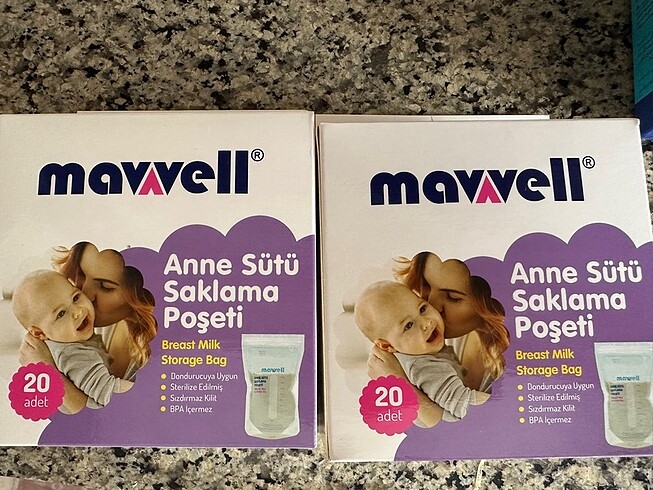 mavvell®
Anne Sütü
Saklama
Poşeti
Breast Milk
Storage Bag
• Dondurucuya Uygun
• Sterilize Edilmiş
• Sızdırmaz Kilit
• BPA İçermez
20
adet
mavvell
mavvell®
Anne Sütü
Saklama
Poşeti
Breast Milk
Storage Bag
• Dondurucuya Uygun
• Sterilize Edilmiş
• Sızdırmaz Kilit
• BPA İçermez
20
adet
mavvell